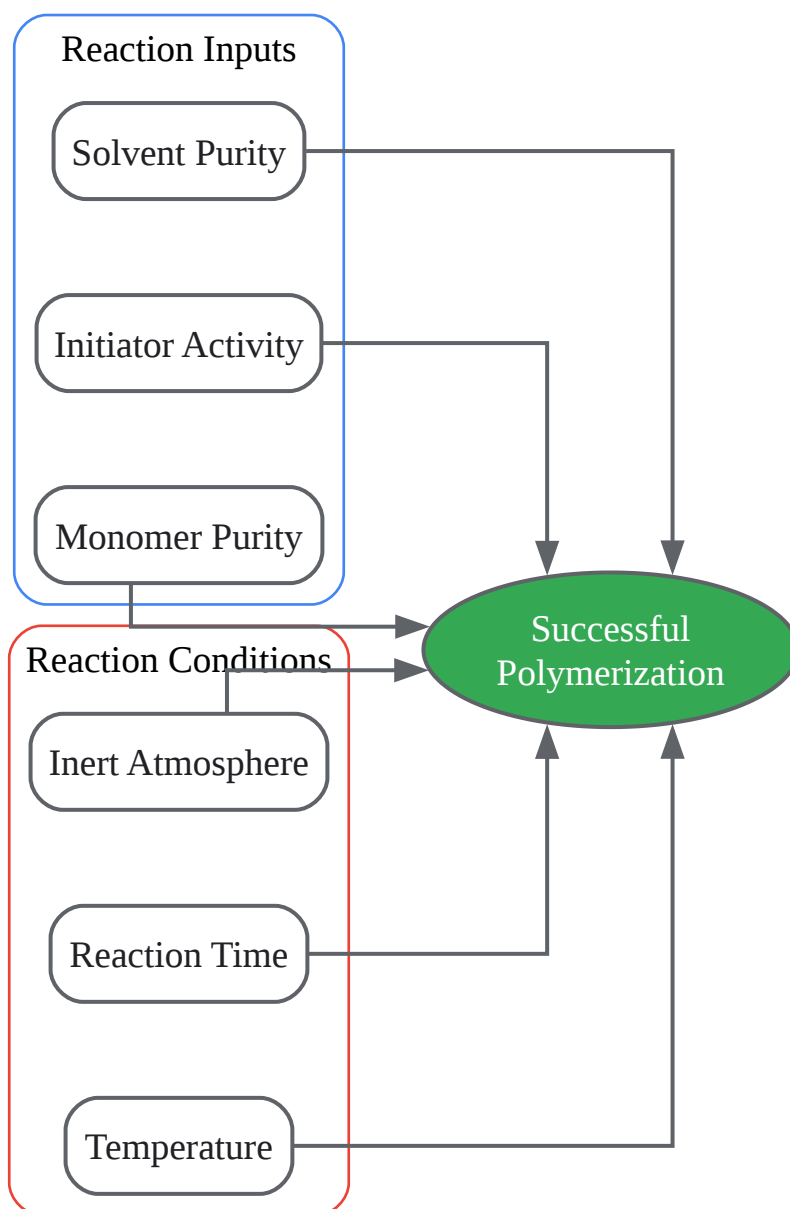 Reaction Inputs
Solvent Purity
Initiator Activity
Monomer Purity
Successful
Polymerization
Reaction Conditions
Inert Atmosphere
Reaction Time
Temperature